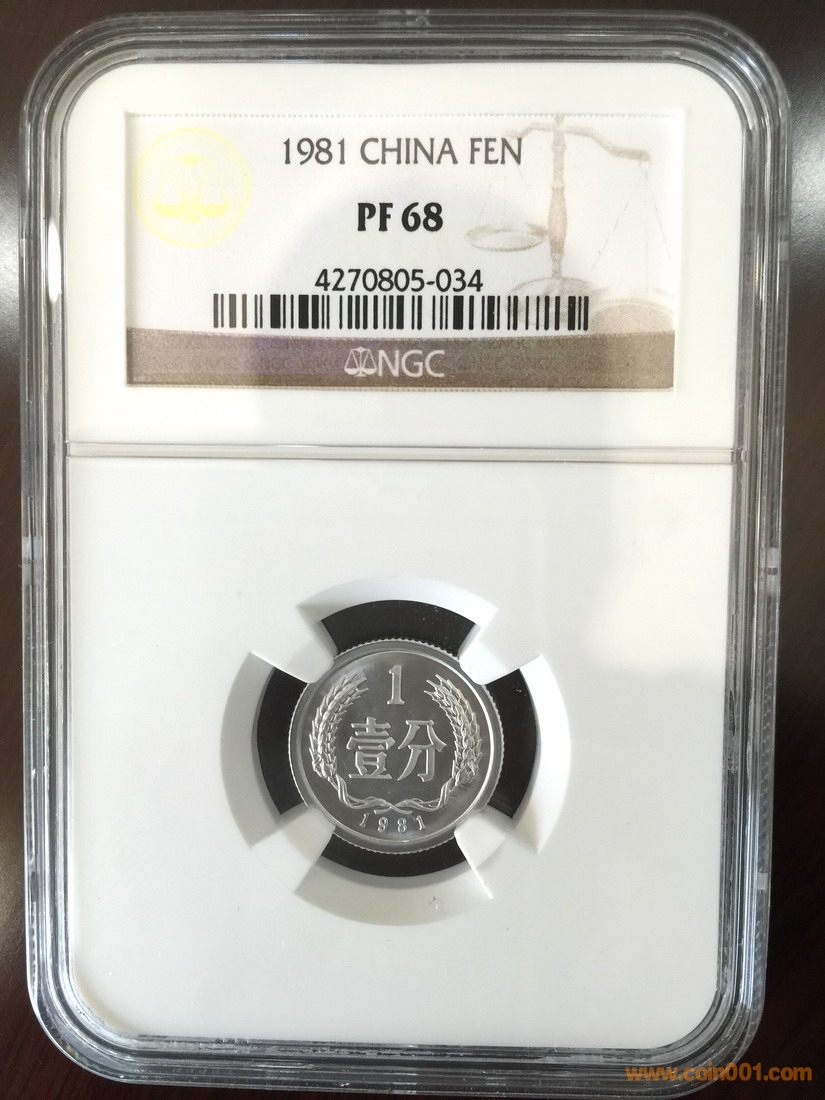 1981 CHINA FEN
PF 68
4270805-034
NGC
1
壹分
1981
www.coin001.com